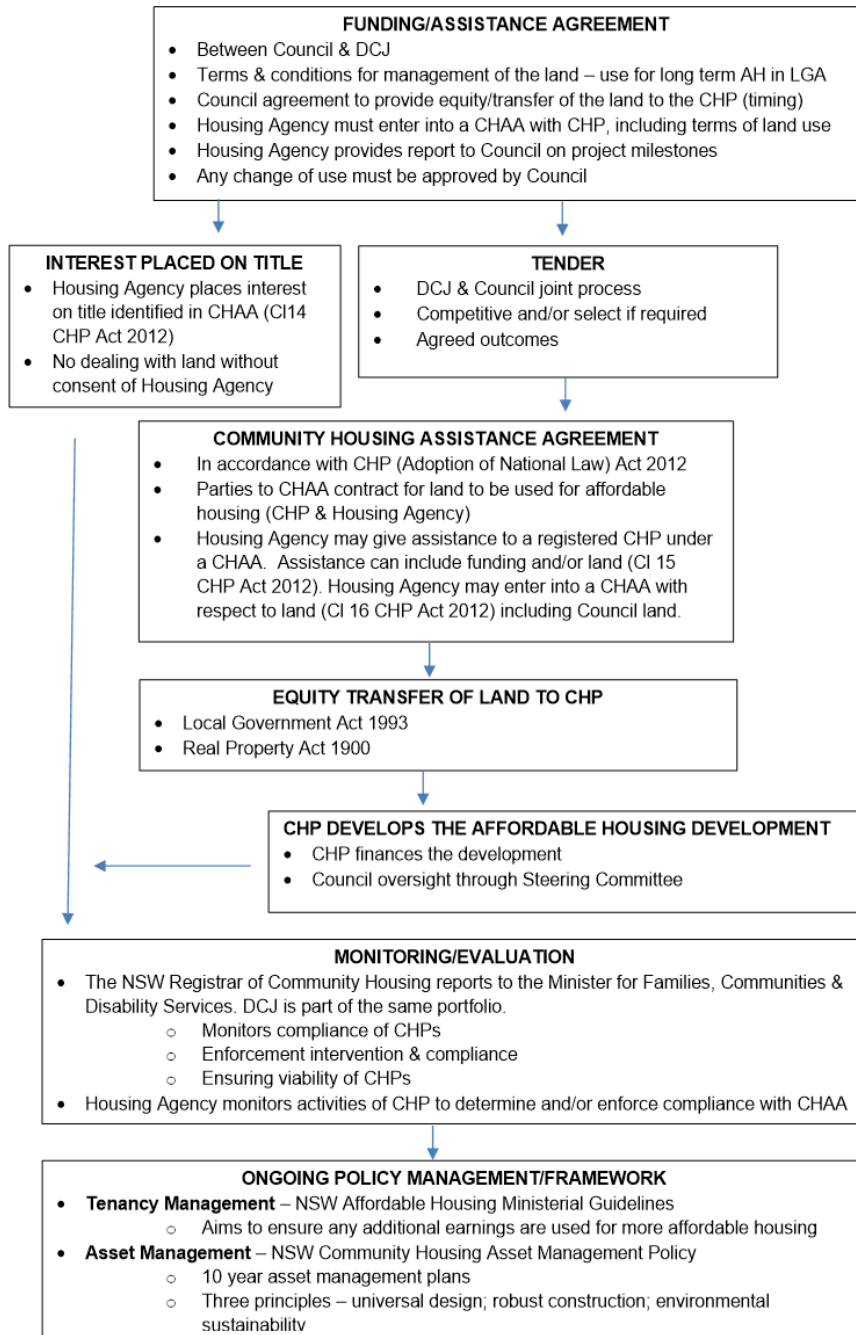 FUNDING/ASSISTANCE AGREEMENT
• Between Council & DCJ
• Terms & conditions for management of the land – use for long term AH in LGA
• Council agreement to provide equity/transfer of the land to the CHP (timing)
• Housing Agency must enter into a CHAA with CHP, including terms of land use
• Housing Agency provides report to Council on project milestones
• Any change of use must be approved by Council
INTEREST PLACED ON TITLE
• Housing Agency places interest
on title identified in CHAA (Cl14
CHP Act 2012)
• No dealing with land without
consent of Housing Agency
TENDER
• DCJ & Council joint process
• Competitive and/or select if required
• Agreed outcomes
COMMUNITY HOUSING ASSISTANCE AGREEMENT
• In accordance with CHP (Adoption of National Law) Act 2012
• Parties to CHAA contract for land to be used for affordable
housing (CHP & Housing Agency)
• Housing Agency may give assistance to a registered CHP under
a CHAA. Assistance can include funding and/or land (Cl 15
CHP Act 2012). Housing Agency may enter into a CHAA with
respect to land (Cl 16 CHP Act 2012) including Council land.
EQUITY TRANSFER OF LAND TO CHP
• Local Government Act 1993
• Real Property Act 1900
CHP DEVELOPS THE AFFORDABLE HOUSING DEVELOPMENT
• CHP finances the development
• Council oversight through Steering Committee
MONITORING/EVALUATION
• The NSW Registrar of Community Housing reports to the Minister for Families, Communities &
Disability Services. DCJ is part of the same portfolio.
o Monitors compliance of CHPs
o Enforcement intervention & compliance
o Ensuring viability of CHPs
• Housing Agency monitors activities of CHP to determine and/or enforce compliance with CHAA
ONGOING POLICY MANAGEMENT/FRAMEWORK
• Tenancy Management – NSW Affordable Housing Ministerial Guidelines
o Aims to ensure any additional earnings are used for more affordable housing
• Asset Management – NSW Community Housing Asset Management Policy
o 10 year asset management plans
o Three principles – universal design; robust construction; environmental
sustainability